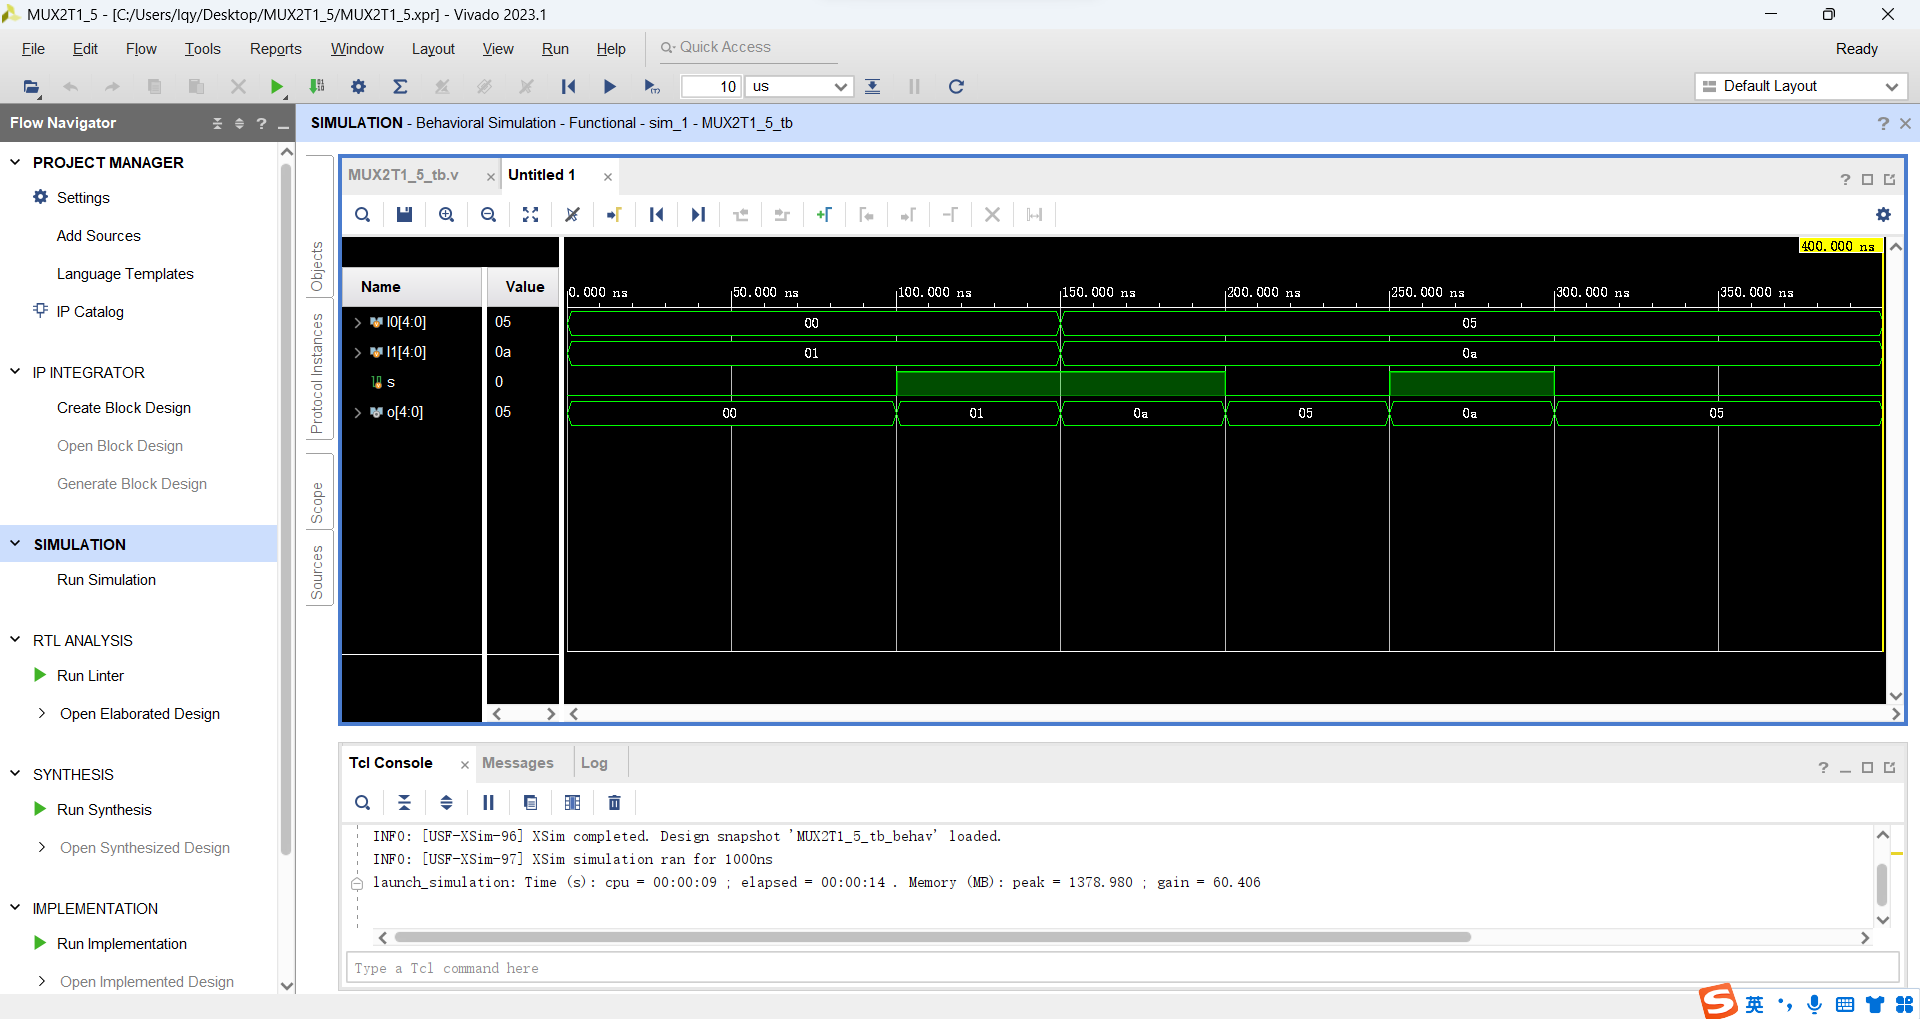 MUX2T1_5 - [C:/Users/lqy/Desktop/MUX2T1_5/MUX2T1_5.xpr] - Vivado 2023.1
File Edit Flow Tools Reports Window Layout View Run Help Quick Access Ready
10 us Default Layout
Flow Navigator
SIMULATION - Behavioral Simulation - Functional - sim_1 - MUX2T1_5_tb
PROJECT MANAGER
Settings
Add Sources
Language Templates
IP Catalog
IP INTEGRATOR
Create Block Design
Open Block Design
Generate Block Design
SIMULATION
Run Simulation
RTL ANALYSIS
Run Linter
Open Elaborated Design
SYNTHESIS
Run Synthesis
Open Synthesized Design
IMPLEMENTATION
Run Implementation
Open Implemented Design
Objects
Protocol Instances
Scope
Sources
MUX2T1_5_tb.v Untitled 1
400.000 ns
Name Value
0.000 ns 50.000 ns 100.000 ns 150.000 ns 200.000 ns 250.000 ns 300.000 ns 350.000 ns
I0[4:0] 05 00 05
I1[4:0] 0a 01 0a
s 0
o[4:0] 05 00 01 0a 05 0a 05
Tcl Console Messages Log
INFO: [USF-XSim-96] XSim completed. Design snapshot 'MUX2T1_5_tb_behav' loaded.
INFO: [USF-XSim-97] XSim simulation ran for 1000ns
launch_simulation: Time (s): cpu = 00:00:09 ; elapsed = 00:00:14 . Memory (MB): peak = 1378.980 ; gain = 60.406
Type a Tcl command here
英